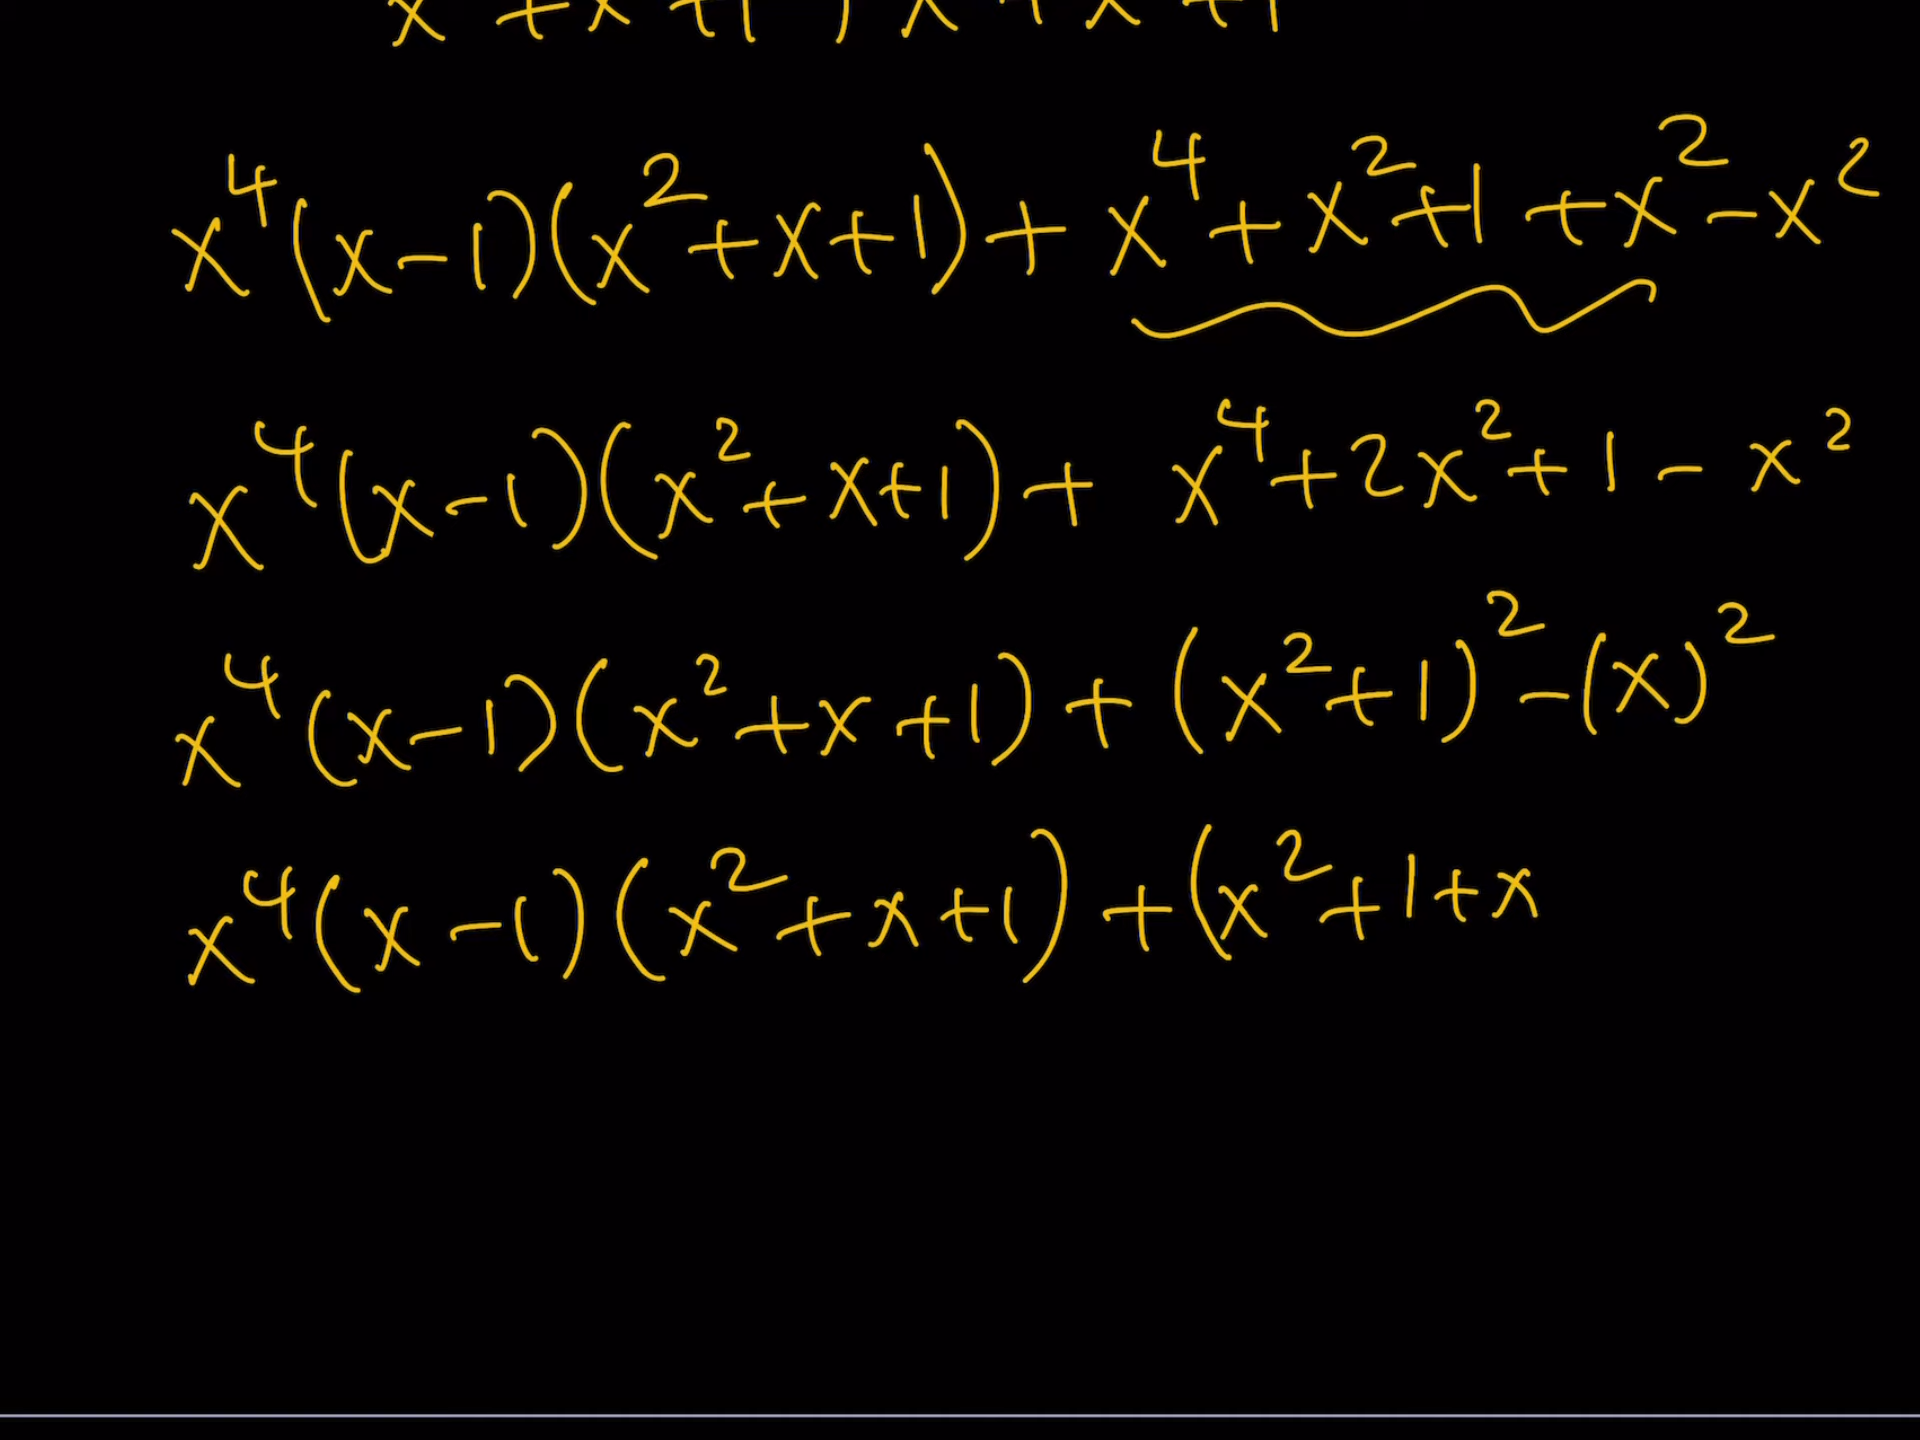 x⁴(x-1)(x²+x+1)+x⁴+x²+1+x²-x²
x⁴(x-1)(x²+x+1)+x⁴+2x²+1-x²
x⁴(x-1)(x²+x+1)+(x²+1)²-(x)²
x⁴(x-1)(x²+x+1)+(x²+1+x